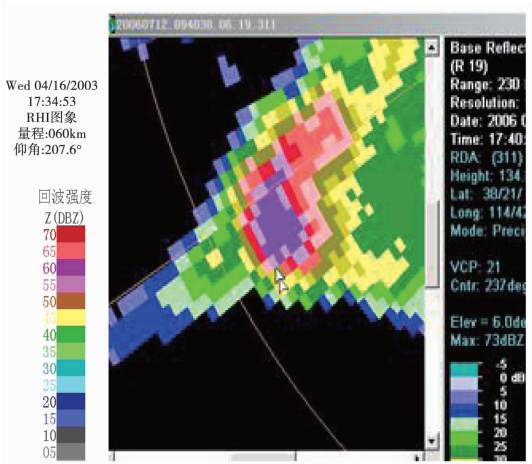 20060712.094038.06.19.311
Wed 04/16/2003
17:34:53
RHI图象
量程:060km
仰角:207.6°
回波强度
Z(DBZ)
70
65
60
55
50
45
40
35
30
25
20
15
10
05
Base Reflec
(R 19)
Range: 230
Resolution:
Date: 2006 0
Time: 17:40:
RDA: (311)
Height: 134.
Lat: 38/21/
Long: 114/42
Mode: Preci
VCP: 21
Cntr: 237deg
Elev = 6.0de
Max: 73dBZ
-5
0 dB
5
10
15
20
25
30